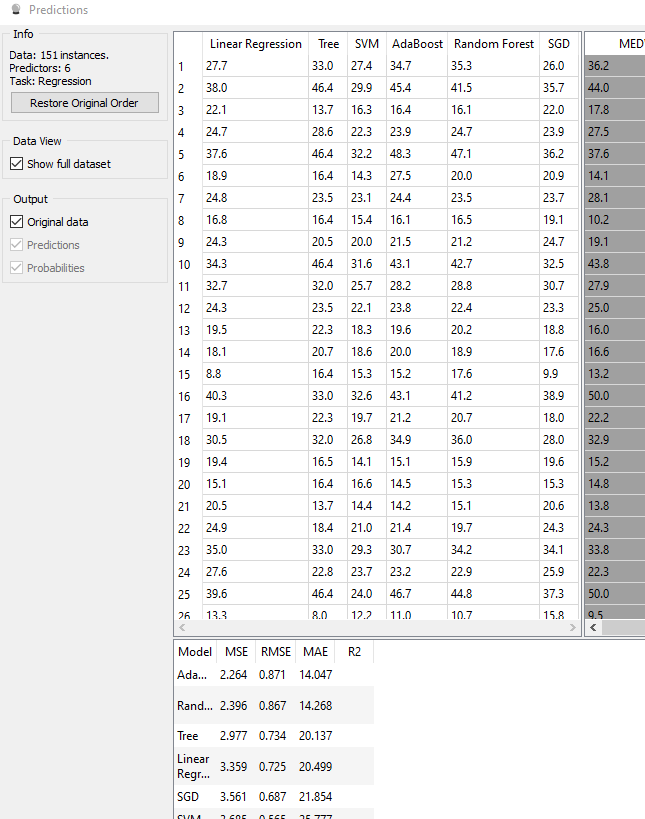 Predictions
Info
Data: 151 instances.
Predictors: 6
Task: Regression
Restore Original Order
Data View
Show full dataset
Output
Original data
Predictions
Probabilities
Linear Regression Tree SVM AdaBoost Random Forest SGD MED
1 27.7 33.0 27.4 34.7 35.3 26.0 36.2
2 38.0 46.4 29.9 45.4 41.5 35.7 44.0
3 22.1 13.7 16.3 16.4 16.1 22.0 17.8
4 24.7 28.6 22.3 23.9 24.7 23.9 27.5
5 37.6 46.4 32.2 48.3 47.1 36.2 37.6
6 18.9 16.4 14.3 27.5 20.0 20.9 14.1
7 24.8 23.5 23.1 24.4 23.5 23.7 28.1
8 16.8 16.4 15.4 16.1 16.5 19.1 10.2
9 24.3 20.5 20.0 21.5 21.2 24.7 19.1
10 34.3 46.4 31.6 43.1 42.7 32.5 43.8
11 32.7 32.0 25.7 28.2 28.8 30.7 27.9
12 24.3 23.5 22.1 23.8 22.4 23.3 25.0
13 19.5 22.3 18.3 19.6 20.2 18.8 16.0
14 18.1 20.7 18.6 20.0 18.9 17.6 16.6
15 8.8 16.4 15.3 15.2 17.6 9.9 13.2
16 40.3 33.0 32.6 43.1 41.2 38.9 50.0
17 19.1 22.3 19.7 21.2 20.7 18.0 22.2
18 30.5 32.0 26.8 34.9 36.0 28.0 32.9
19 19.4 16.5 14.1 15.1 15.9 19.6 15.2
20 15.1 16.4 16.6 14.5 15.3 15.3 14.8
21 20.5 13.7 14.4 14.2 15.1 20.6 13.8
22 24.9 18.4 21.0 21.4 19.7 24.3 24.3
23 35.0 33.0 29.3 30.7 34.2 34.1 33.8
24 27.6 22.8 23.7 23.2 22.9 25.9 22.3
25 39.6 46.4 24.0 46.7 44.8 37.3 50.0
26 13.3 8.0 12.2 11.0 10.7 15.8 9.5
Model MSE RMSE MAE R2
Ada... 2.264 0.871 14.047
Rand... 2.396 0.867 14.268
Tree 2.977 0.734 20.137
Linear
Regr... 3.359 0.725 20.499
SGD 3.561 0.687 21.854
SVM 3.685 0.565 25.777